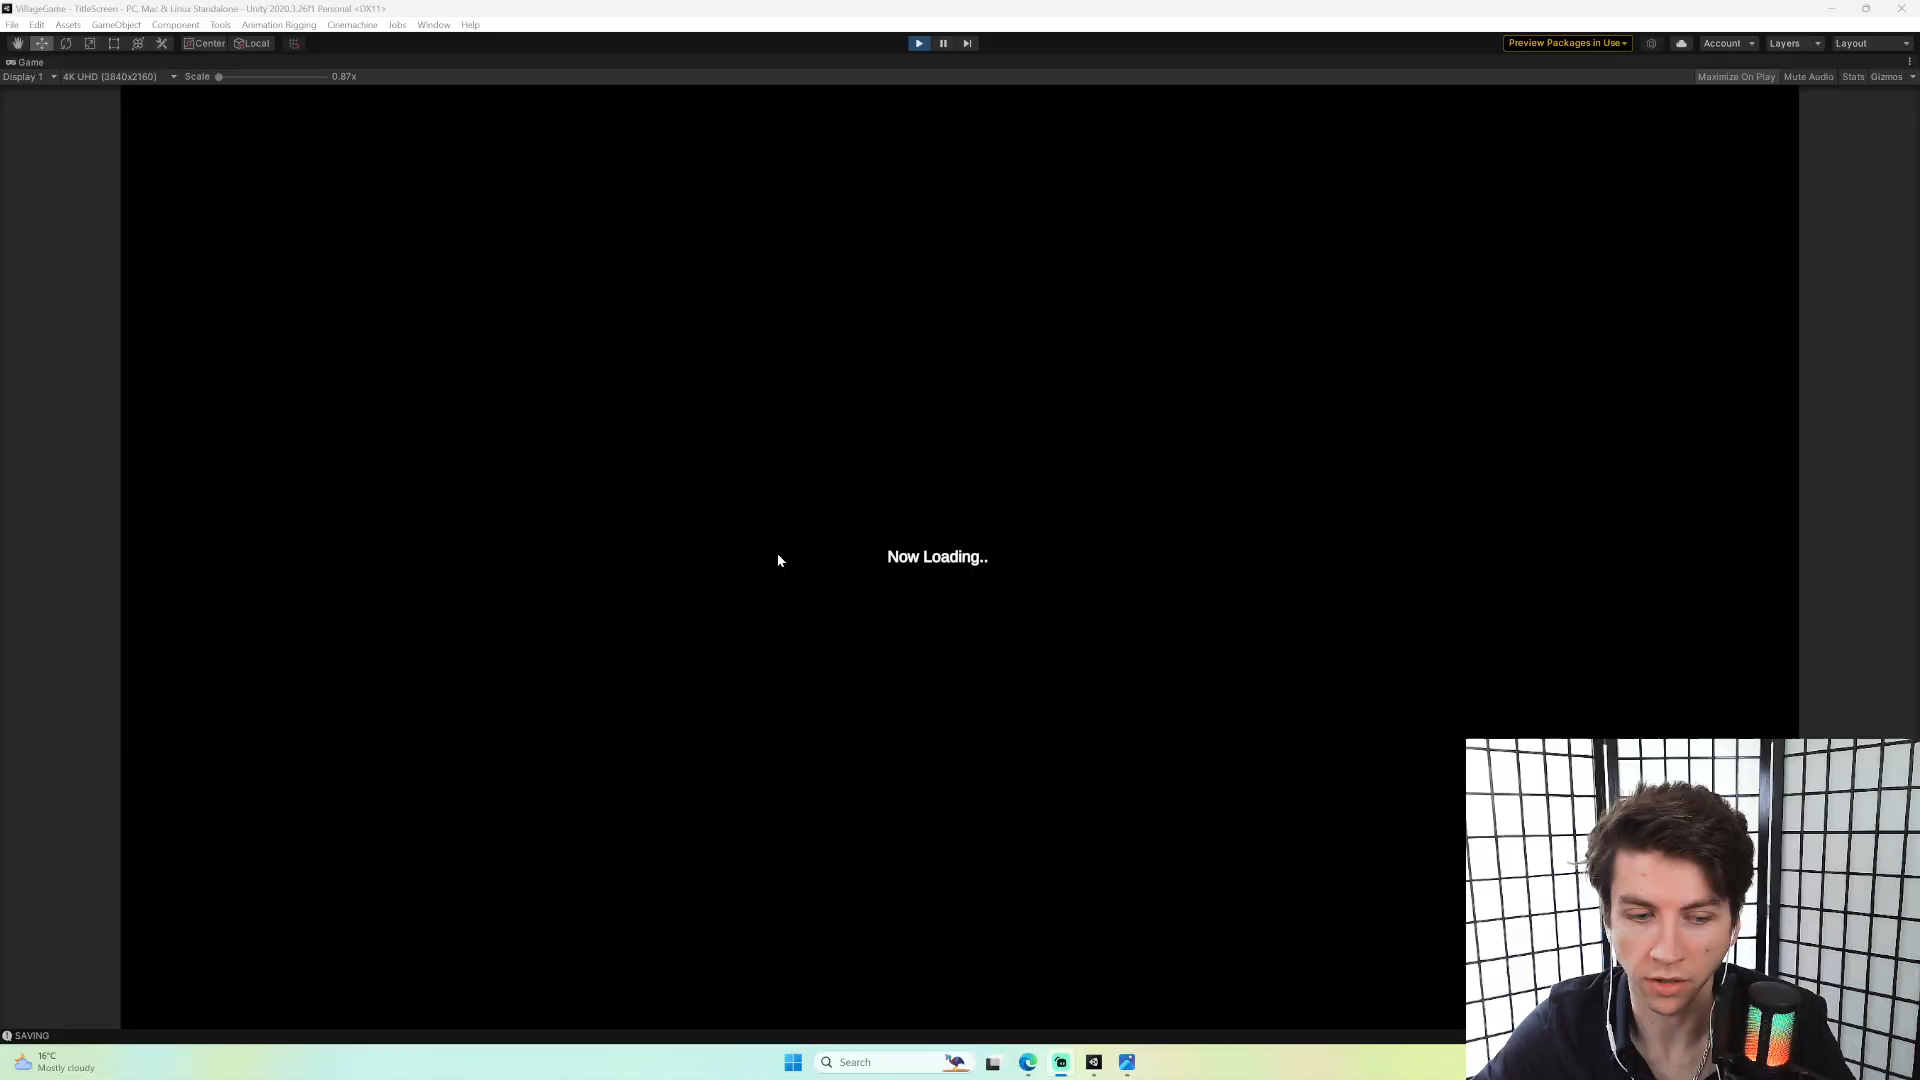 VillageGame - TitleScreen - PC, Mac & Linux Standalone - Unity 2020.3.26f1 Personal <DX11>
File Edit Assets GameObject Component Tools Animation Rigging Cinemachine Jobs Window Help
Center Local Preview Packages in Use Account Layers Layout
Game
Display 1 4K UHD (3840x2160) Scale 0.87x Maximize On Play Mute Audio Stats Gizmos
Now Loading..
SAVING
16°C
Mostly cloudy
Search